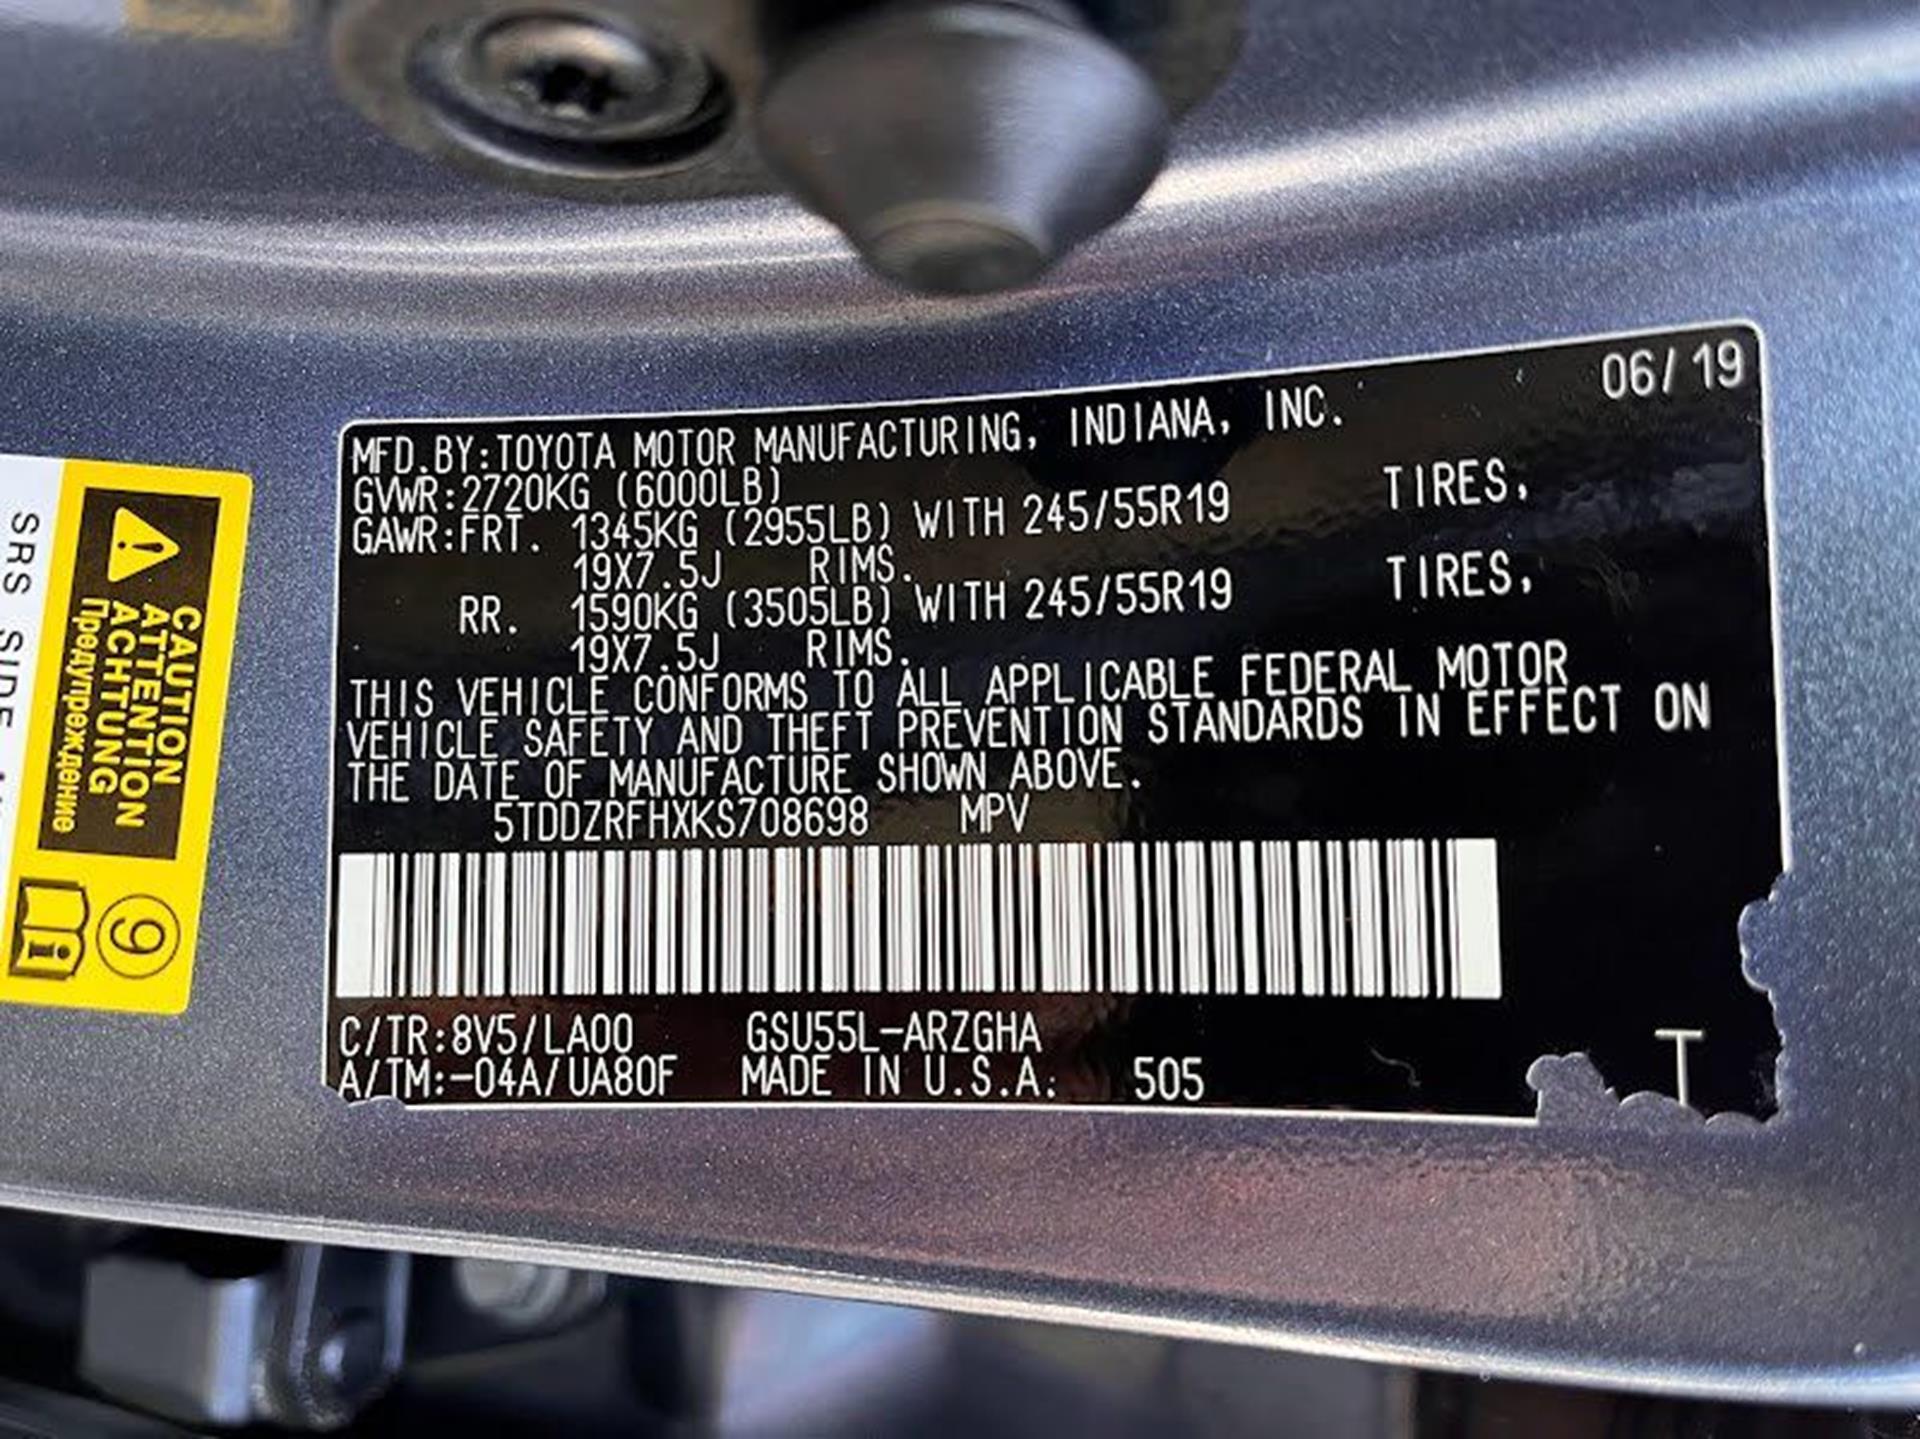 06/19
MFD.BY:TOYOTA MOTOR MANUFACTURING, INDIANA, INC.
GVWR:2720KG (6000LB)
GAWR:FRT. 1345KG (2955LB) WITH 245/55R19 TIRES,
19X7.5J RIMS.
RR. 1590KG (3505LB) WITH 245/55R19 TIRES,
19X7.5J RIMS.
THIS VEHICLE CONFORMS TO ALL APPLICABLE FEDERAL MOTOR
VEHICLE SAFETY AND THEFT PREVENTION STANDARDS IN EFFECT ON
THE DATE OF MANUFACTURE SHOWN ABOVE.
5TDDZRFHXKS708698 MPV
C/TR:8V5/LA00 GSU55L-ARZGHA
A/TM:-04A/UA80F MADE IN U.S.A. 505
T
CAUTION
ATTENTION
ACHTUNG
Предупреждение
9
i
SRS SIDE